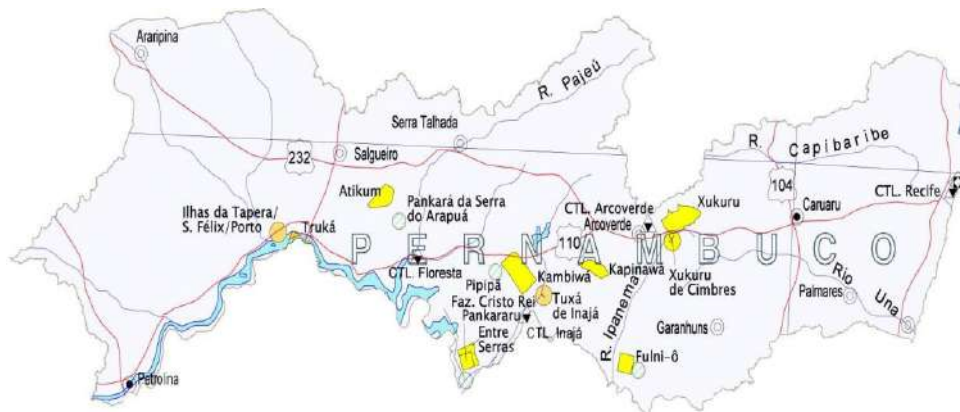 Araripina
R. Pajeú
Serra Talhada
232
Salgueiro
R. Capibaribe
104
CTL. Recife
Atikum
Pankará da Serra
do Arapuá
Ilhas da Tapera/
S. Félix/Porto
Truká
CTL. Arcoverde
Arcoverde
Xukuru
Caruaru
PERNAMBUCO
110
CTL. Floresta
Pipipã
Kambiwá
Kapinawá
Xukuru
de Cimbres
Rio Una
Palmares
Faz. Cristo Rei
Pankararu
Tuxá
de Inajá
Entre
Serras
CTL. Inajá
R. Ipanema
Garanhuns
Fulni-ô
Petrolna